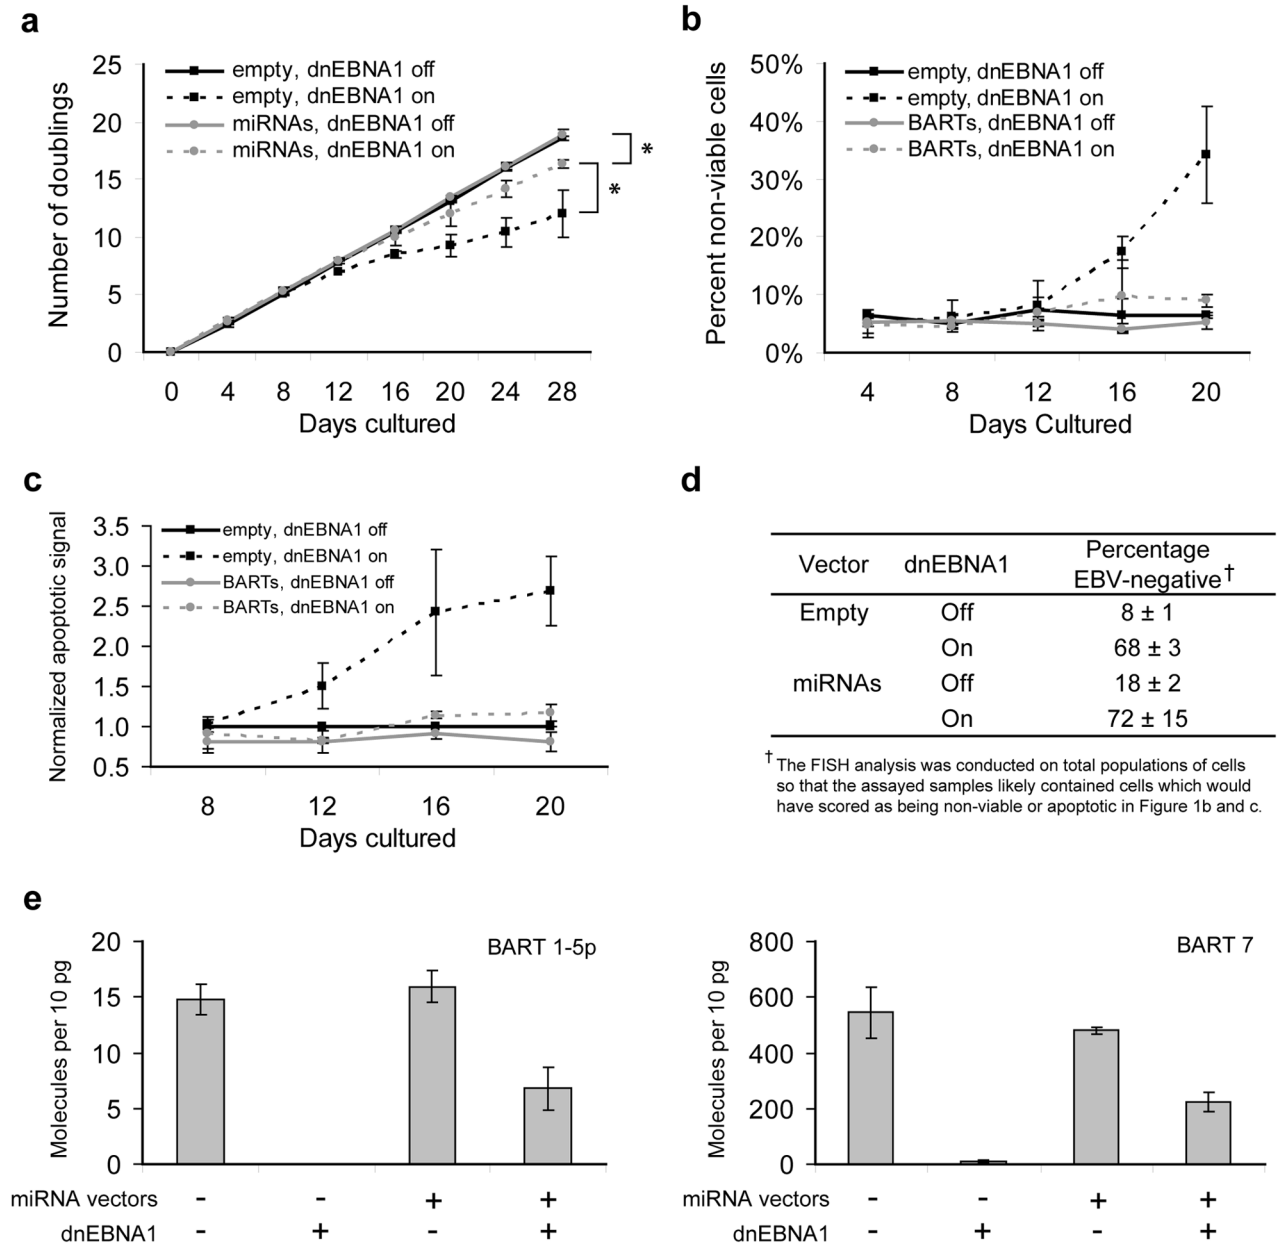 a
Number of doublings
25
20
15
10
5
0
empty, dnEBNA1 off
empty, dnEBNA1 on
miRNAs, dnEBNA1 off
miRNAs, dnEBNA1 on
*
*
0 4 8 12 16 20 24 28
Days cultured
b
Percent non-viable cells
50%
40%
30%
20%
10%
0%
empty, dnEBNA1 off
empty, dnEBNA1 on
BARTs, dnEBNA1 off
BARTs, dnEBNA1 on
4 8 12 16 20
Days Cultured
c
Normalized apoptotic signal
3.5
3.0
2.5
2.0
1.5
1.0
0.5
empty, dnEBNA1 off
empty, dnEBNA1 on
BARTs, dnEBNA1 off
BARTs, dnEBNA1 on
8 12 16 20
Days cultured
d
Vector dnEBNA1 Percentage
EBV-negative†
Empty Off 8 ± 1
On 68 ± 3
miRNAs Off 18 ± 2
On 72 ± 15
† The FISH analysis was conducted on total populations of cells
so that the assayed samples likely contained cells which would
have scored as being non-viable or apoptotic in Figure 1b and c.
e
Molecules per 10 pg
20
15
10
5
0
BART 1-5p
miRNA vectors - - + +
dnEBNA1 - + - +
Molecules per 10 pg
800
600
400
200
0
BART 7
miRNA vectors - - + +
dnEBNA1 - + - +